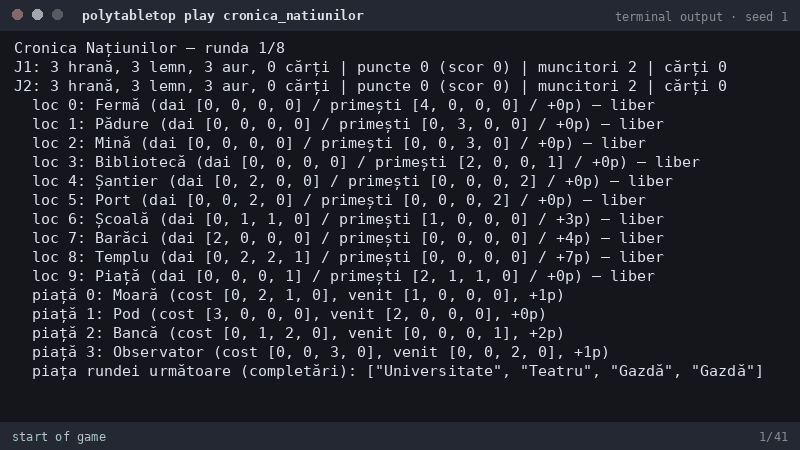 polytabletop play cronica_natiunilor
terminal output · seed 1
Cronica Națiunilor — runda 1/8
J1: 3 hrană, 3 lemn, 3 aur, 0 cărți | puncte 0 (scor 0) | muncitori 2 | cărți 0
J2: 3 hrană, 3 lemn, 3 aur, 0 cărți | puncte 0 (scor 0) | muncitori 2 | cărți 0
loc 0: Fermă (dai [0, 0, 0, 0] / primești [4, 0, 0, 0] / +0p) — liber
loc 1: Pădure (dai [0, 0, 0, 0] / primești [0, 3, 0, 0] / +0p) — liber
loc 2: Mină (dai [0, 0, 0, 0] / primești [0, 0, 3, 0] / +0p) — liber
loc 3: Bibliotecă (dai [0, 0, 0, 0] / primești [2, 0, 0, 1] / +0p) — liber
loc 4: Șantier (dai [0, 2, 0, 0] / primești [0, 0, 0, 2] / +0p) — liber
loc 5: Port (dai [0, 0, 2, 0] / primești [0, 0, 0, 2] / +0p) — liber
loc 6: Școală (dai [0, 1, 1, 0] / primești [1, 0, 0, 0] / +3p) — liber
loc 7: Barăci (dai [2, 0, 0, 0] / primești [0, 0, 0, 0] / +4p) — liber
loc 8: Templu (dai [0, 2, 2, 1] / primești [0, 0, 0, 0] / +7p) — liber
loc 9: Piață (dai [0, 0, 0, 1] / primești [2, 1, 1, 0] / +0p) — liber
piață 0: Moară (cost [0, 2, 1, 0], venit [1, 0, 0, 0], +1p)
piață 1: Pod (cost [3, 0, 0, 0], venit [2, 0, 0, 0], +0p)
piață 2: Bancă (cost [0, 1, 2, 0], venit [0, 0, 0, 1], +2p)
piață 3: Observator (cost [0, 0, 3, 0], venit [0, 0, 2, 0], +1p)
piața rundei următoare (completări): ["Universitate", "Teatru", "Gazdă", "Gazdă"]
start of game
1/41